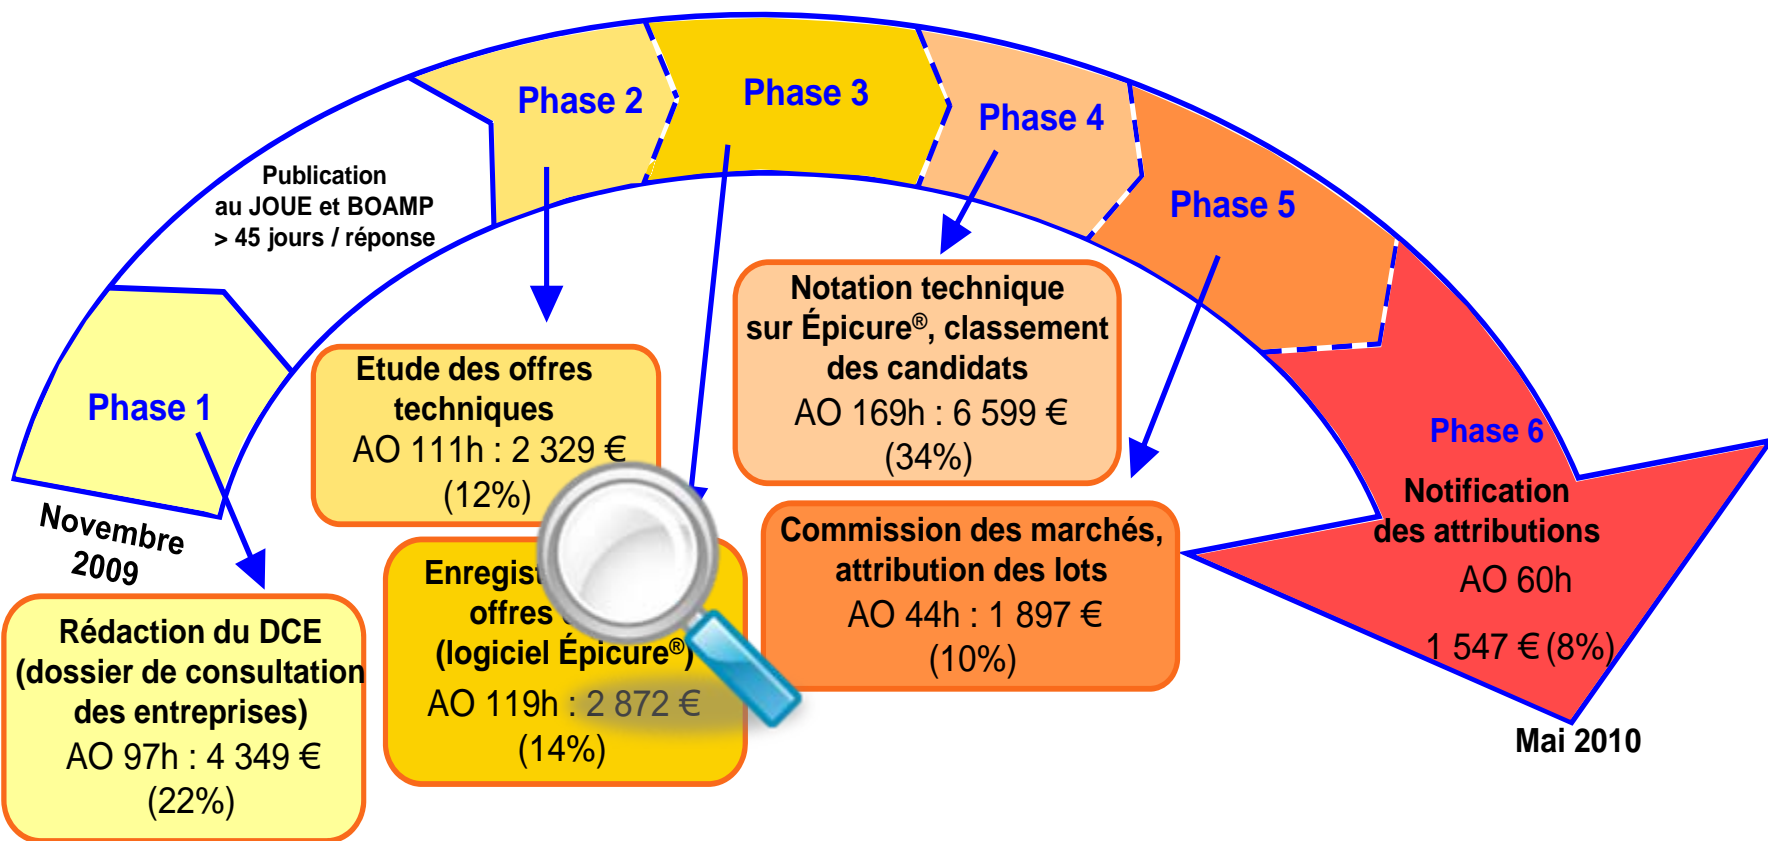 Phase 1
Publication
au JOUE et BOAMP
> 45 jours / réponse
Phase 2
Phase 3
Phase 4
Phase 5
Phase 6
Notification
des attributions
AO 60h
1 547 € (8%)
Novembre
2009
Mai 2010
Rédaction du DCE
(dossier de consultation
des entreprises)
AO 97h : 4 349 €
(22%)
Etude des offres
techniques
AO 111h : 2 329 €
(12%)
offres
(logiciel Épicure®)
AO 119h : 2 872 €
(14%)
Notation technique
sur Épicure®, classement
des candidats
AO 169h : 6 599 €
(34%)
Commission des marchés,
attribution des lots
AO 44h : 1 897 €
(10%)